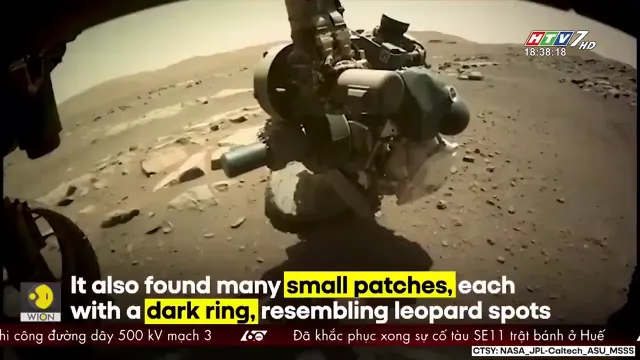 HTV7 HD
18:38:18
It also found many small patches, each
with a dark ring, resembling leopard spots
WION
hi công đường dây 500 kV mạch 3 60 Đã khắc phục xong sự cố tàu SE11 trật bánh ở Huế
CTSY: NASA_JPL-Caltech_ASU_MSSS